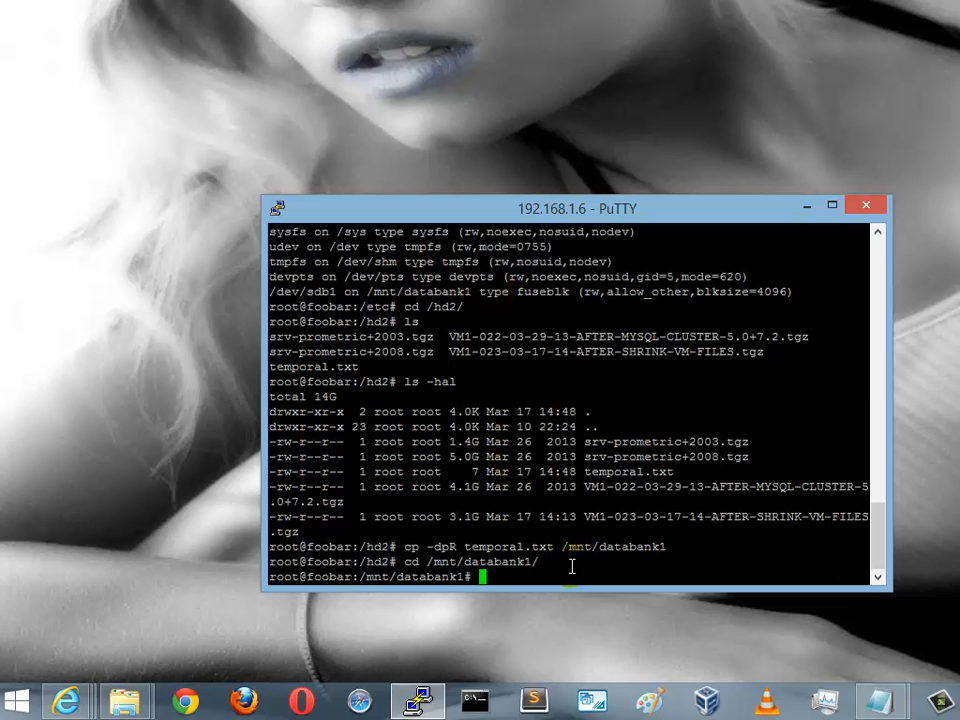 192.168.1.6 - PuTTY
sysfs on /sys type sysfs (rw,noexec,nosuid,nodev)
udev on /dev type tmpfs (rw,mode=0755)
tmpfs on /dev/shm type tmpfs (rw,nosuid,nodev)
devpts on /dev/pts type devpts (rw,noexec,nosuid,gid=5,mode=620)
/dev/sdb1 on /mnt/databank1 type fuseblk (rw,allow_other,blksize=4096)
root@foobar:/etc# cd /hd2/
root@foobar:/hd2# ls
srv-prometric+2003.tgz  VM1-022-03-29-13-AFTER-MYSQL-CLUSTER-5.0+7.2.tgz
srv-prometric+2008.tgz  VM1-023-03-17-14-AFTER-SHRINK-VM-FILES.tgz
temporal.txt
root@foobar:/hd2# ls -hal
total 14G
drwxr-xr-x  2 root root 4.0K Mar 17 14:48 .
drwxr-xr-x 23 root root 4.0K Mar 10 22:24 ..
-rw-r--r--  1 root root 1.4G Mar 26  2013 srv-prometric+2003.tgz
-rw-r--r--  1 root root 5.0G Mar 26  2013 srv-prometric+2008.tgz
-rw-r--r--  1 root root    7 Mar 17 14:48 temporal.txt
-rw-r--r--  1 root root 4.1G Mar 26  2013 VM1-022-03-29-13-AFTER-MYSQL-CLUSTER-5
.0+7.2.tgz
-rw-r--r--  1 root root 3.1G Mar 17 14:13 VM1-023-03-17-14-AFTER-SHRINK-VM-FILES
.tgz
root@foobar:/hd2# cp -dpR temporal.txt /mnt/databank1
root@foobar:/hd2# cd /mnt/databank1/
root@foobar:/mnt/databank1#